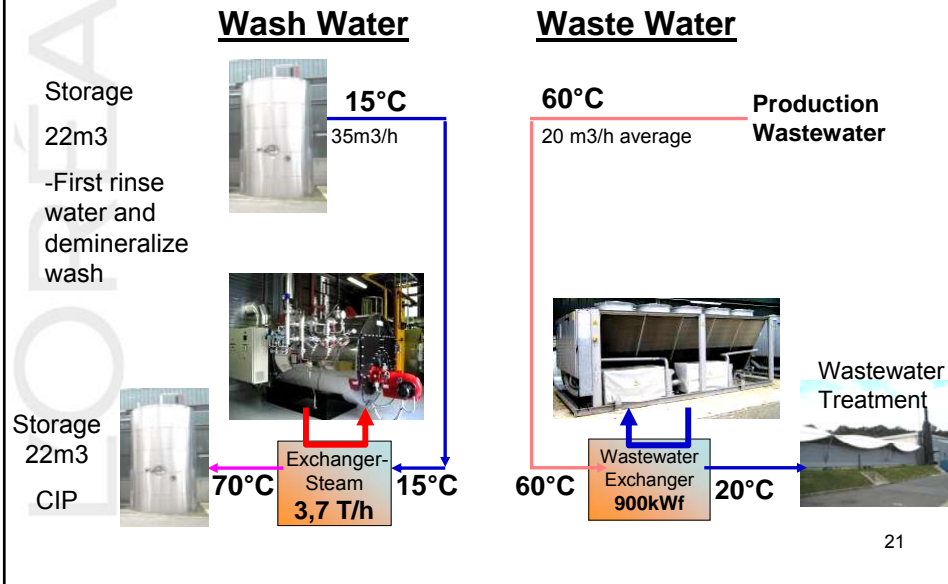 L'ORÉA
Wash Water
Waste Water
Storage
22m3
-First rinse
water and
demineralize
wash
15°C
35m3/h
60°C
20 m3/h average
Production
Wastewater
Wastewater
Treatment
Storage
22m3
CIP
70°C
Exchanger-
Steam
3,7 T/h
15°C
60°C
Wastewater
Exchanger
900kWf
20°C
21